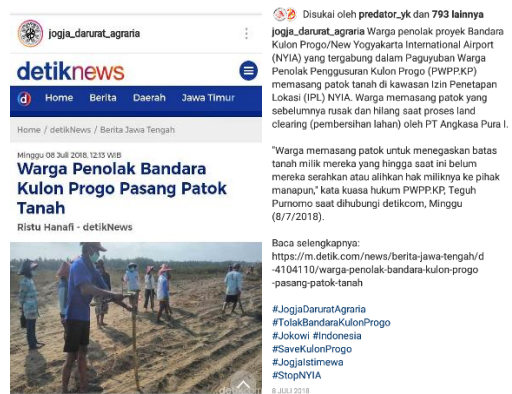 jogja_darurat_agraria
detiknews
d Home Berita Daerah Jawa Timur
Home / detikNews / Berita Jawa Tengah
Minggu 08 Juli 2018, 12:13 WIB
Warga Penolak Bandara
Kulon Progo Pasang Patok
Tanah
Ristu Hanafi - detikNews
Disukai oleh predator_yk dan 793 lainnya
jogja_darurat_agraria Warga penolak proyek Bandara
Kulon Progo/New Yogyakarta International Airport
(NYIA) yang tergabung dalam Paguyuban Warga
Penolak Penggusuran Kulon Progo (PWPP.KP)
memasang patok tanah di kawasan Izin Penetapan
Lokasi (IPL) NYIA. Warga memasang patok yang
sebelumnya rusak dan hilang saat proses land
clearing (pembersihan lahan) oleh PT Angkasa Pura I.
"Warga memasang patok untuk menegaskan batas
tanah milik mereka yang hingga saat ini belum
mereka serahkan atau alihkan hak miliknya ke pihak
manapun," kata kuasa hukum PWPP.KP, Teguh
Purnomo saat dihubungi detikcom, Minggu
(8/7/2018).
Baca selengkapnya:
https://m.detik.com/news/berita-jawa-tengah/d
-4104110/warga-penolak-bandara-kulon-progo
-pasang-patok-tanah
#JogjaDaruratAgraria
#TolakBandaraKulonProgo
#Jokowi #Indonesia
#SaveKulonProgo
#JogjaIstimewa
#StopNYIA
8 JULI 2018